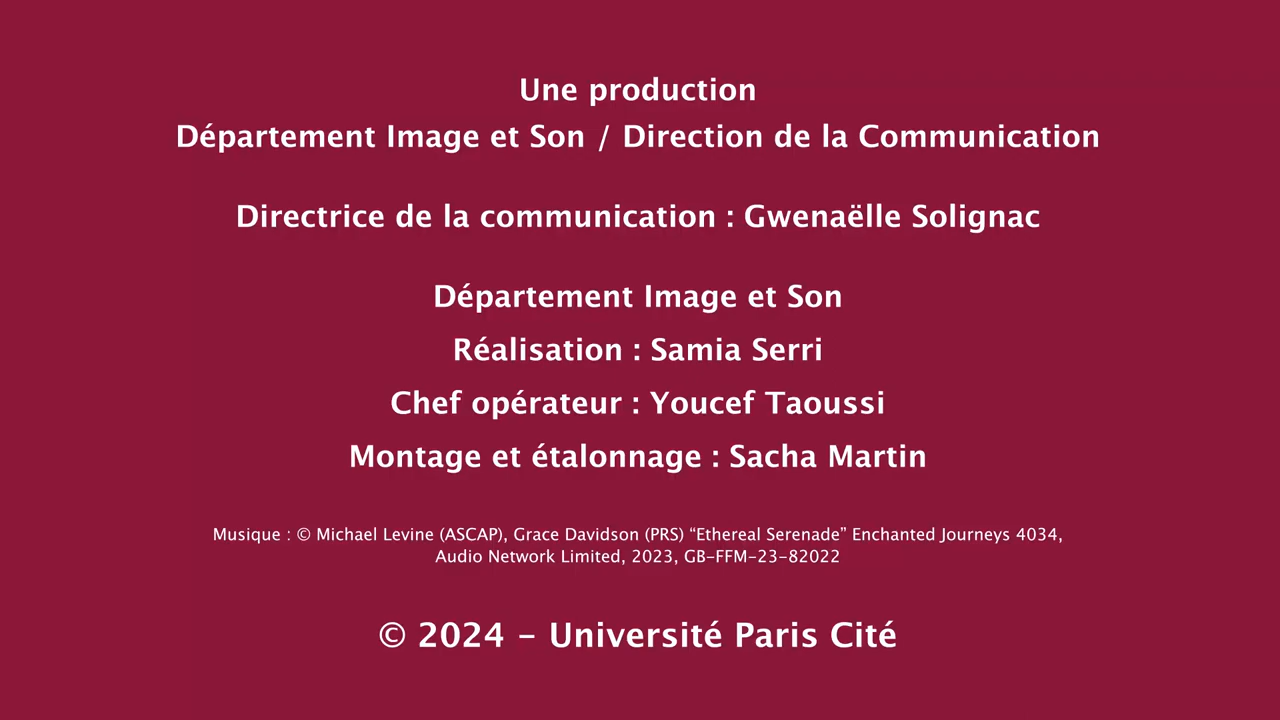 Une production
Département Image et Son / Direction de la Communication
Directrice de la communication : Gwenaëlle Solignac
Département Image et Son
Réalisation : Samia Serri
Chef opérateur : Youcef Taoussi
Montage et étalonnage : Sacha Martin
Musique : © Michael Levine (ASCAP), Grace Davidson (PRS) “Ethereal Serenade” Enchanted Journeys 4034,
Audio Network Limited, 2023, GB-FFM-23-82022
© 2024 - Université Paris Cité